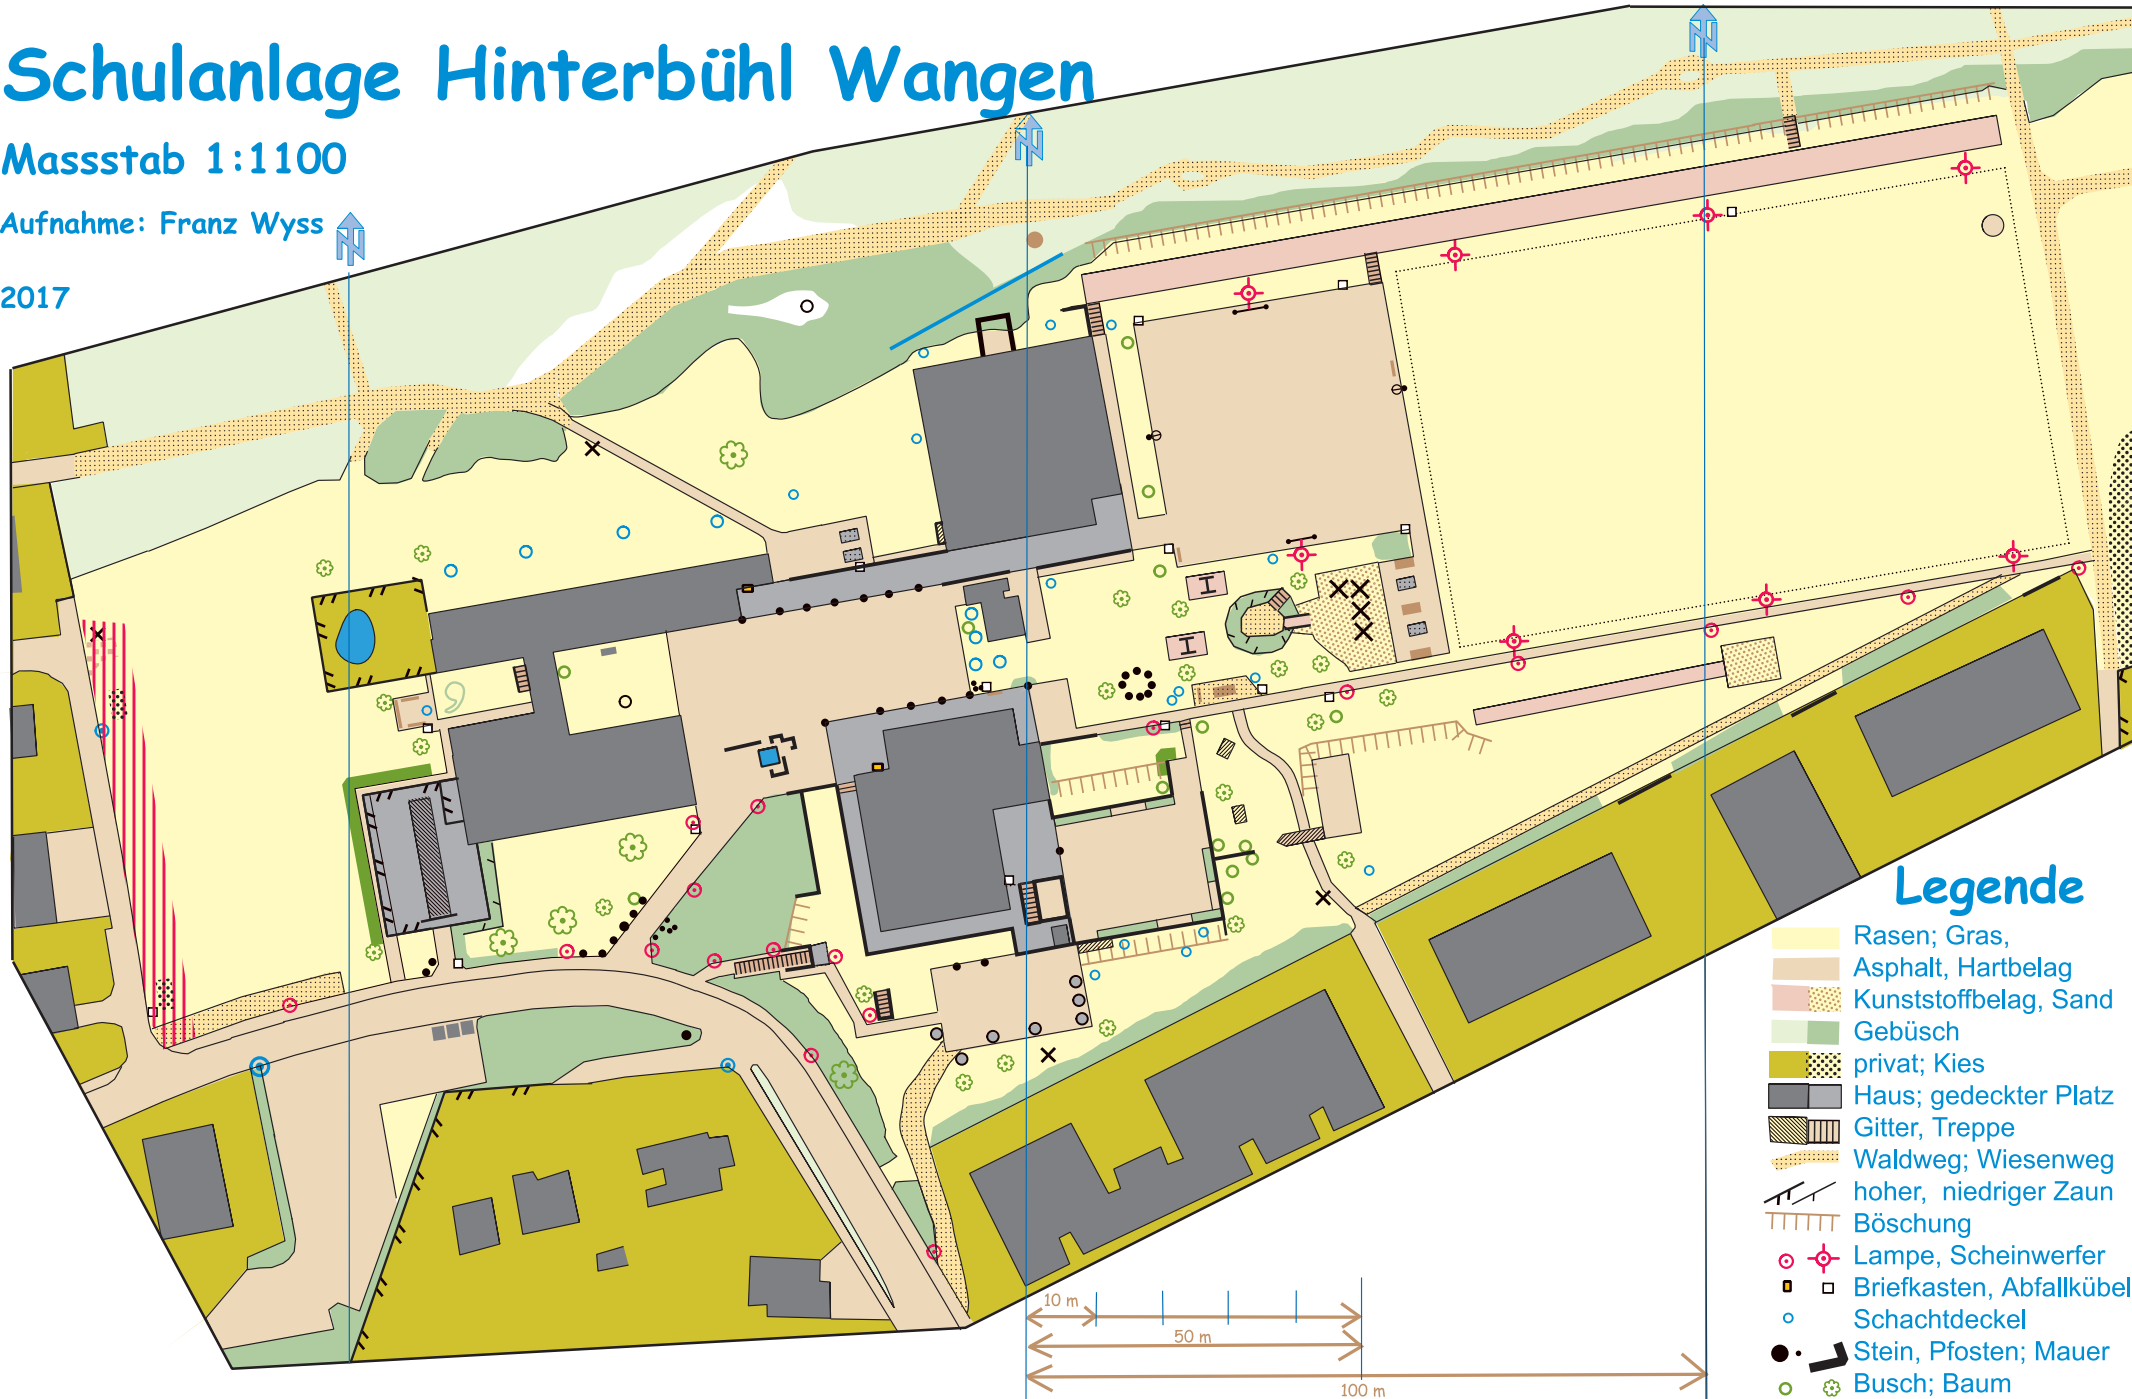 Schulanlage Hinterbühl Wangen
Massstab 1:1100
Aufnahme: Franz Wyss
2017
N
N
N
Legende
Rasen; Gras,
Asphalt, Hartbelag
Kunststoffbelag, Sand
Gebüsch
privat; Kies
Haus; gedeckter Platz
Gitter, Treppe
Waldweg; Wiesenweg
hoher, niedriger Zaun
Böschung
Lampe, Scheinwerfer
Briefkasten, Abfallkübel
Schachtdeckel
Stein, Pfosten; Mauer
Busch; Baum
10 m
50 m
100 m